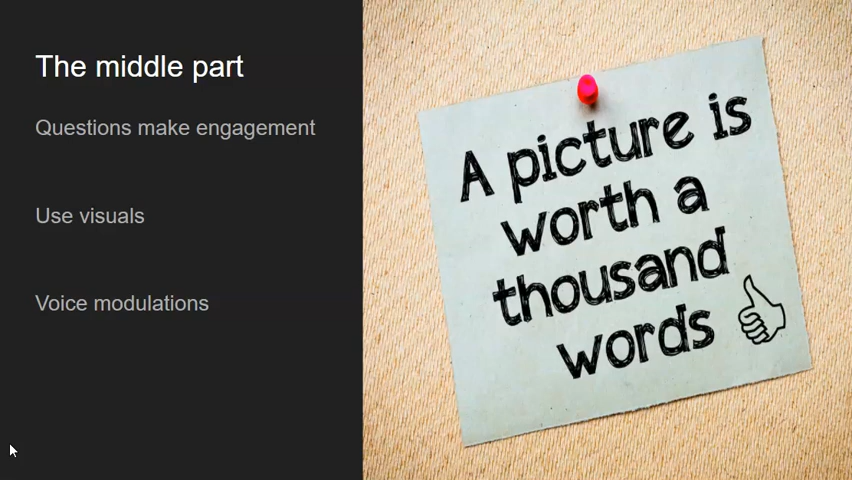 The middle part
Questions make engagement
Use visuals
Voice modulations
A picture is
worth a
thousand
words